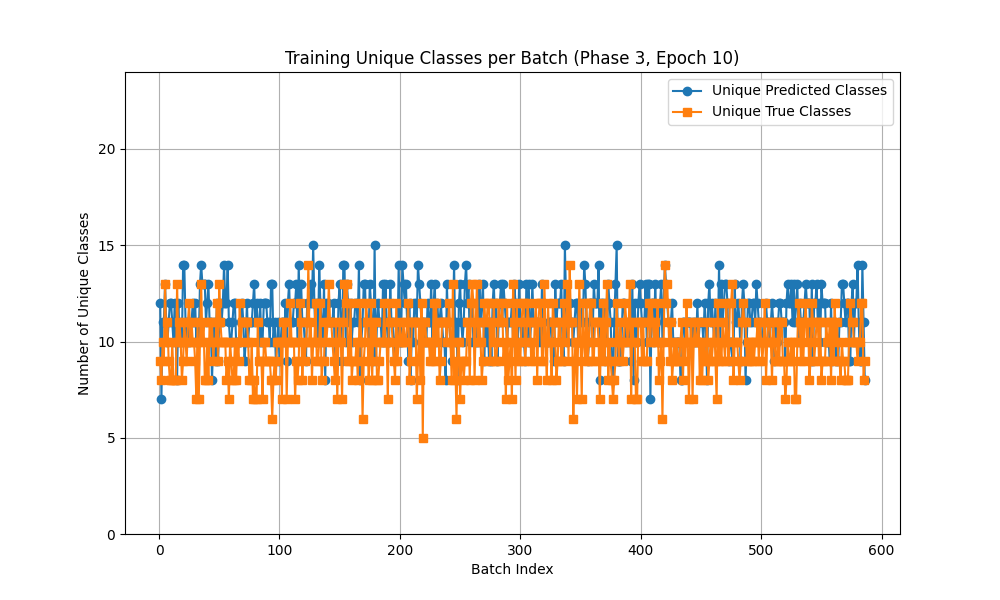 Training Unique Classes per Batch (Phase 3, Epoch 10)
Unique Predicted Classes
Unique True Classes
Number of Unique Classes
20
15
10
5
0
0 100 200 300 400 500 600
Batch Index